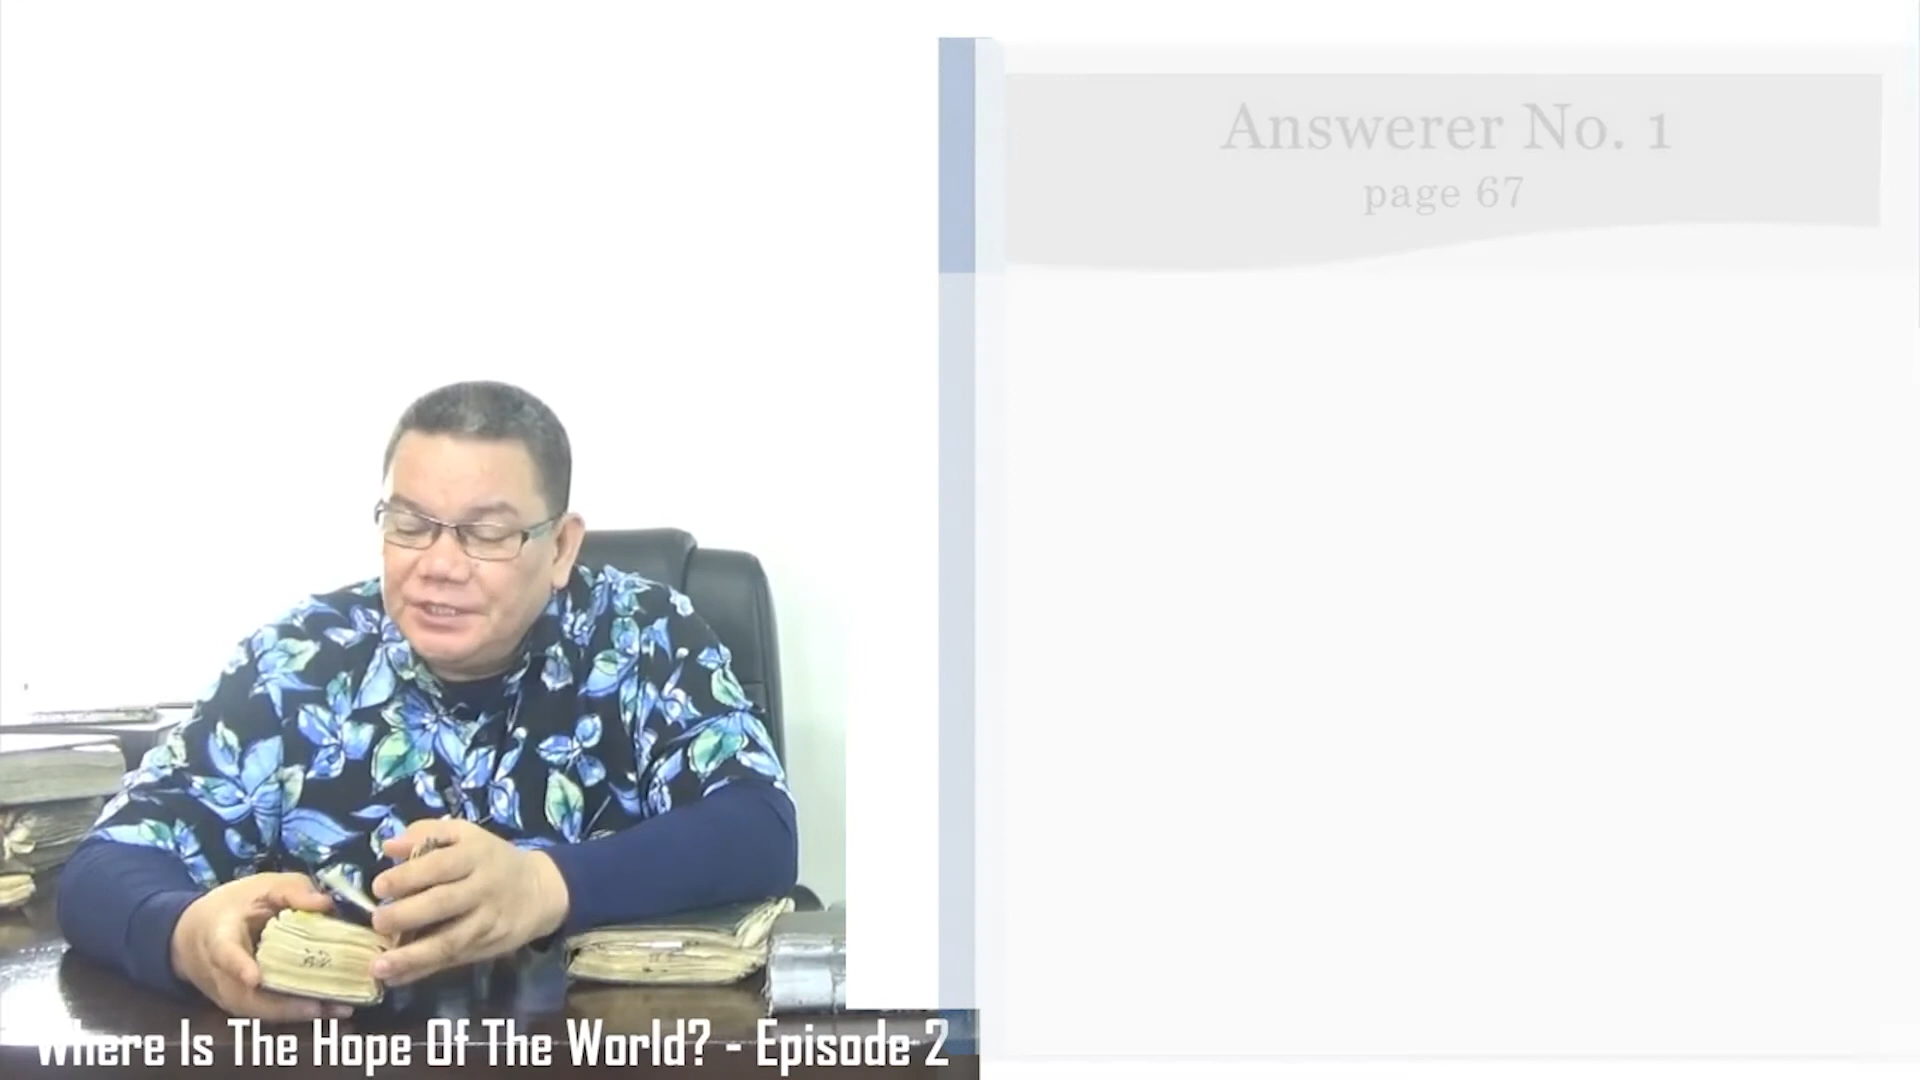 Answerer No. 1
page 67
Where Is The Hope Of The World? - Episode 2